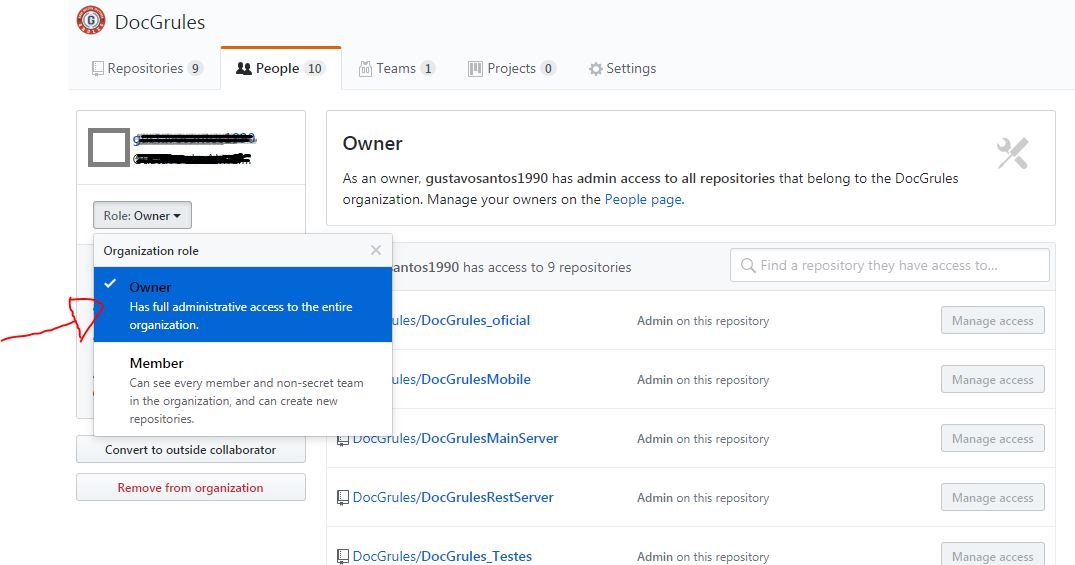 DocGrules
Repositories 9
People 10
Teams 1
Projects 0
Settings
Role: Owner
Organization role
Owner
Has full administrative access to the entire
organization.
Member
Can see every member and non-secret team
in the organization, and can create new
repositories.
Convert to outside collaborator
Remove from organization
Owner
As an owner, gustavosantos1990 has admin access to all repositories that belong to the DocGrules
organization. Manage your owners on the People page.
antos1990 has access to 9 repositories
Find a repository they have access to...
ules/DocGrules_oficial Admin on this repository Manage access
ules/DocGrulesMobile Admin on this repository Manage access
DocGrules/DocGrulesMainServer Admin on this repository Manage access
DocGrules/DocGrulesRestServer Admin on this repository Manage access
DocGrules/DocGrules_Testes Admin on this repository Manage access